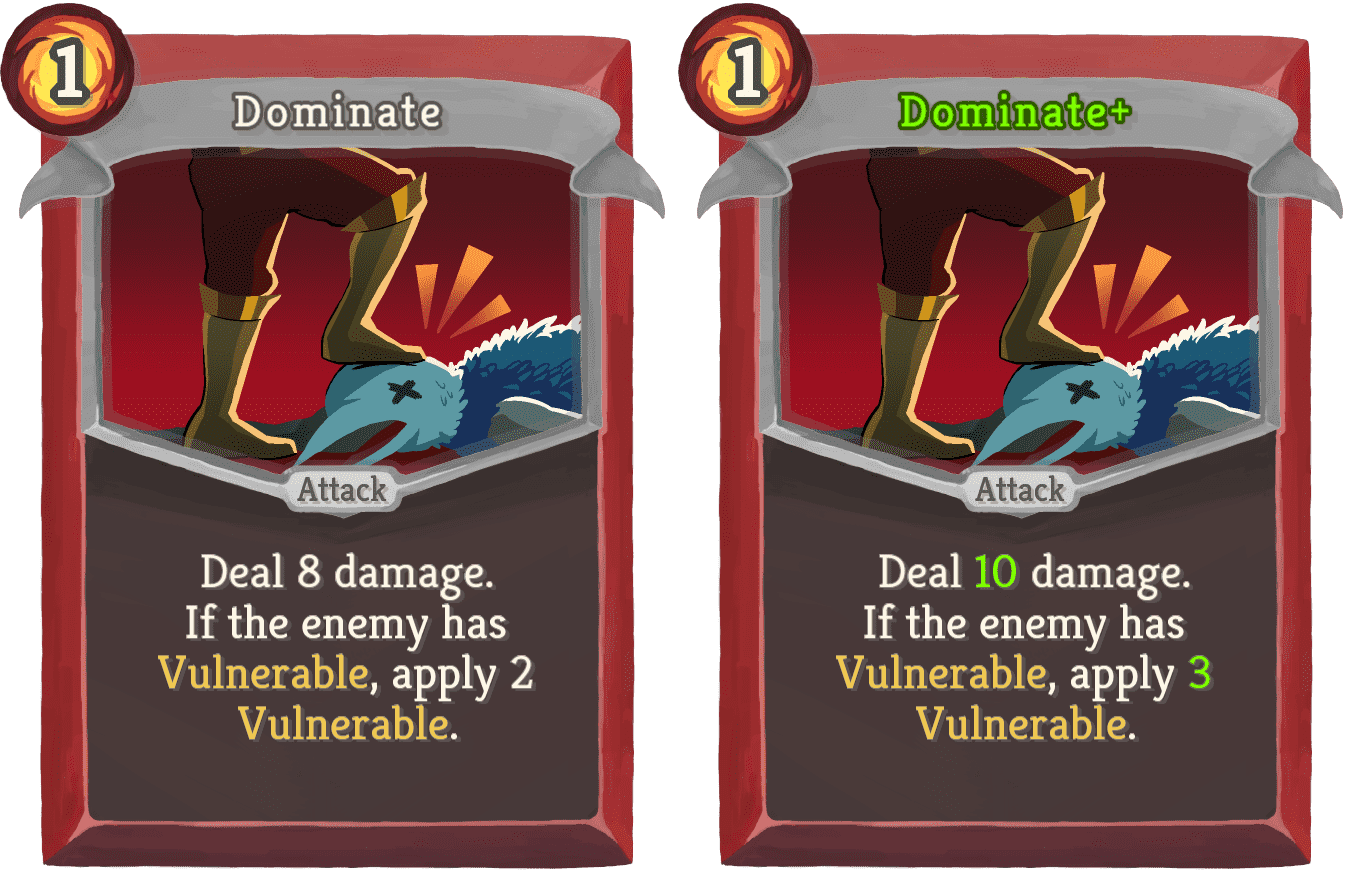 1
Dominate
Attack
Deal 8 damage.
If the enemy has
Vulnerable, apply 2
Vulnerable.
1
Dominate+
Attack
Deal 10 damage.
If the enemy has
Vulnerable, apply 3
Vulnerable.